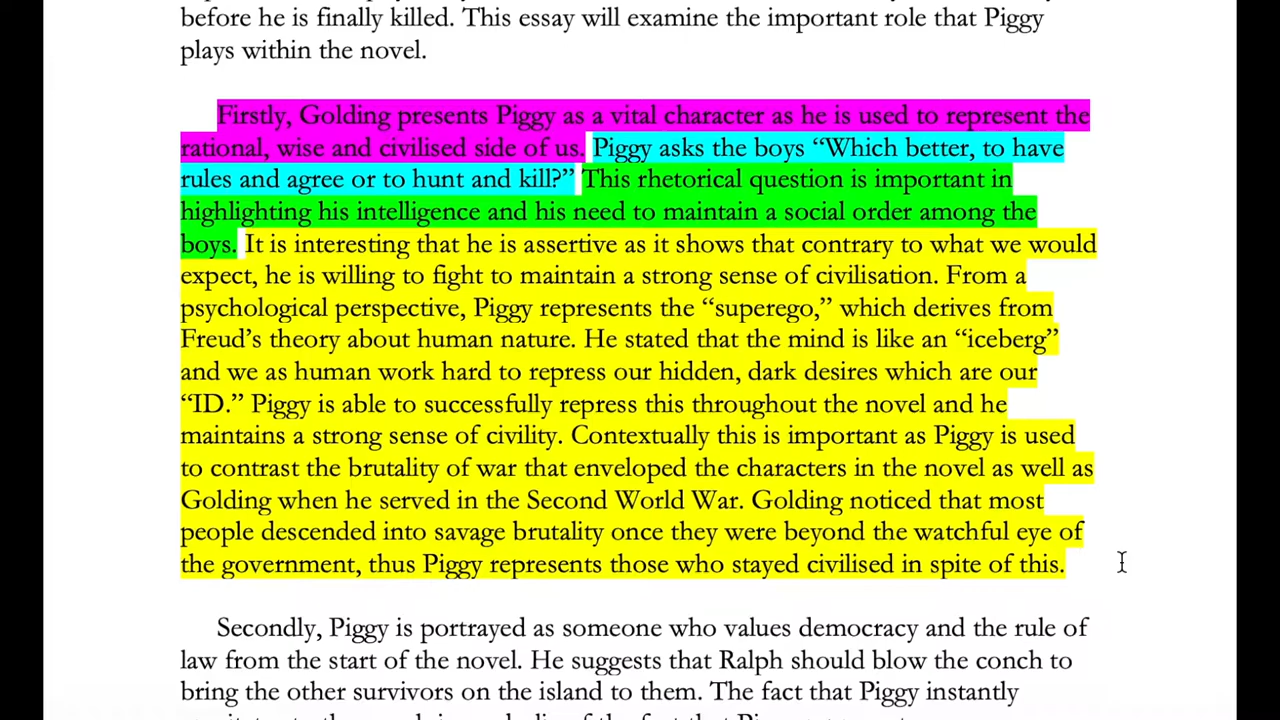 before he is finally killed. This essay will examine the important role that Piggy
plays within the novel.
Firstly, Golding presents Piggy as a vital character as he is used to represent the
rational, wise and civilised side of us. Piggy asks the boys “Which better, to have
rules and agree or to hunt and kill?” This rhetorical question is important in
highlighting his intelligence and his need to maintain a social order among the
boys. It is interesting that he is assertive as it shows that contrary to what we would
expect, he is willing to fight to maintain a strong sense of civilisation. From a
psychological perspective, Piggy represents the “superego,” which derives from
Freud’s theory about human nature. He stated that the mind is like an “iceberg”
and we as human work hard to repress our hidden, dark desires which are our
“ID.” Piggy is able to successfully repress this throughout the novel and he
maintains a strong sense of civility. Contextually this is important as Piggy is used
to contrast the brutality of war that enveloped the characters in the novel as well as
Golding when he served in the Second World War. Golding noticed that most
people descended into savage brutality once they were beyond the watchful eye of
the government, thus Piggy represents those who stayed civilised in spite of this.
Secondly, Piggy is portrayed as someone who values democracy and the rule of
law from the start of the novel. He suggests that Ralph should blow the conch to
bring the other survivors on the island to them. The fact that Piggy instantly